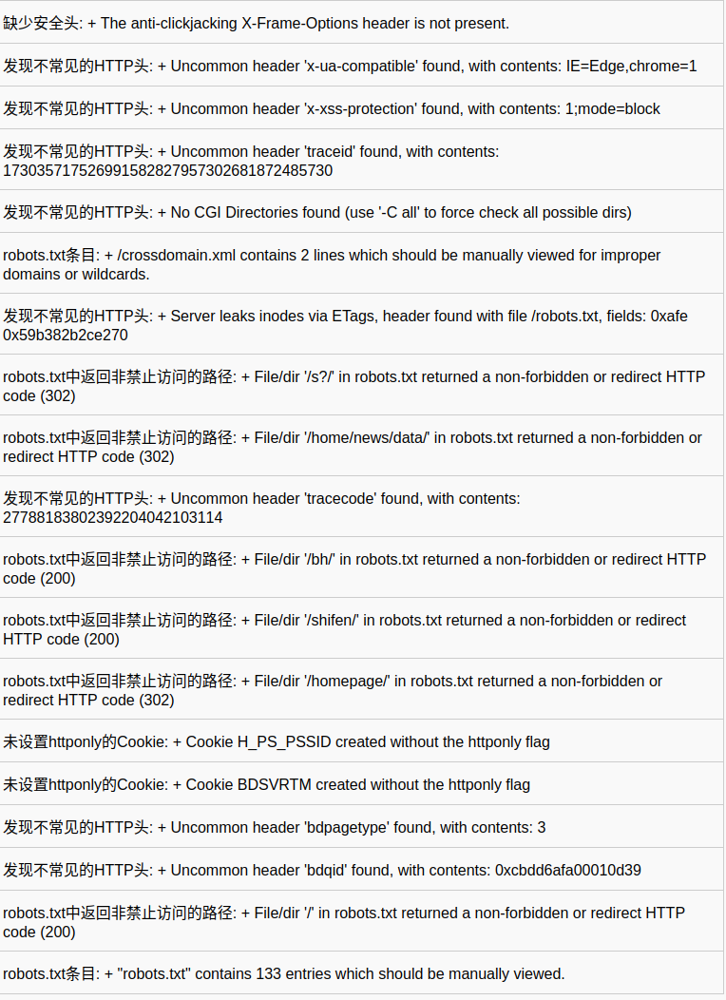 缺少安全头: + The anti-clickjacking X-Frame-Options header is not present.
发现不常见的HTTP头: + Uncommon header 'x-ua-compatible' found, with contents: IE=Edge,chrome=1
发现不常见的HTTP头: + Uncommon header 'x-xss-protection' found, with contents: 1;mode=block
发现不常见的HTTP头: + Uncommon header 'traceid' found, with contents:
1730357175269915828279573026818724​85730
发现不常见的HTTP头: + No CGI Directories found (use '-C all' to force check all possible dirs)
robots.txt条目: + /crossdomain.xml contains 2 lines which should be manually viewed for improper
domains or wildcards.
发现不常见的HTTP头: + Server leaks inodes via ETags, header found with file /robots.txt, fields: 0xafe
0x59b382b2ce270
robots.txt中返回非禁止访问的路径: + File/dir '/s?/' in robots.txt returned a non-forbidden or redirect HTTP
code (302)
robots.txt中返回非禁止访问的路径: + File/dir '/home/news/data/' in robots.txt returned a non-forbidden or
redirect HTTP code (302)
发现不常见的HTTP头: + Uncommon header 'tracecode' found, with contents:
27788183802392204042103114
robots.txt中返回非禁止访问的路径: + File/dir '/bh/' in robots.txt returned a non-forbidden or redirect HTTP
code (200)
robots.txt中返回非禁止访问的路径: + File/dir '/shifen/' in robots.txt returned a non-forbidden or redirect
HTTP code (200)
robots.txt中返回非禁止访问的路径: + File/dir '/homepage/' in robots.txt returned a non-forbidden or
redirect HTTP code (302)
未设置httponly的Cookie: + Cookie H_PS_PSSID created without the httponly flag
未设置httponly的Cookie: + Cookie BDSVRTM created without the httponly flag
发现不常见的HTTP头: + Uncommon header 'bdpagetype' found, with contents: 3
发现不常见的HTTP头: + Uncommon header 'bdqid' found, with contents: 0xcbdd6afa00010d39
robots.txt中返回非禁止访问的路径: + File/dir '/' in robots.txt returned a non-forbidden or redirect HTTP
code (200)
robots.txt条目: + "robots.txt" contains 133 entries which should be manually viewed.